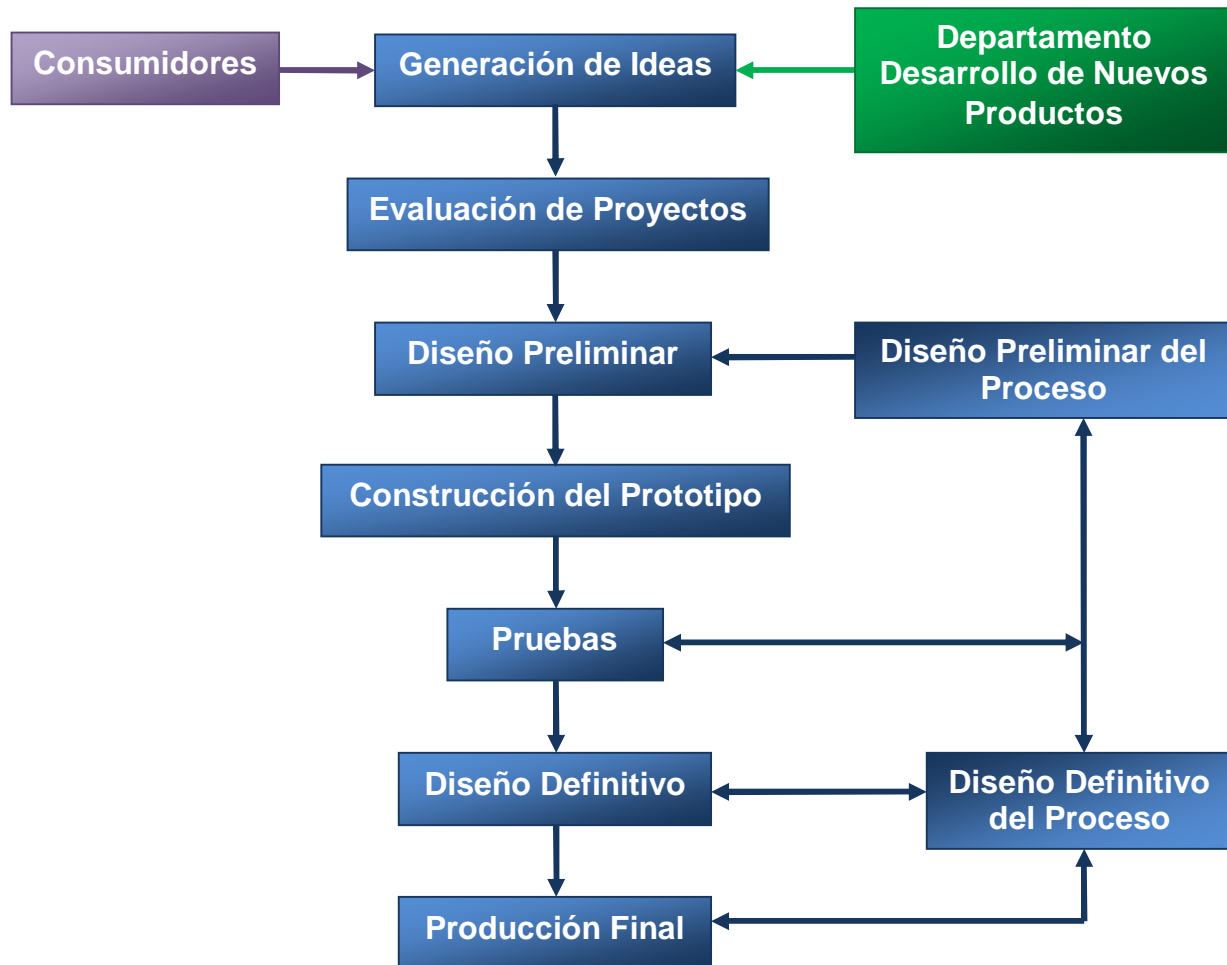 Consumidores
Generación de Ideas
Departamento
Desarrollo de Nuevos
Productos
Evaluación de Proyectos
Diseño Preliminar
Diseño Preliminar del
Proceso
Construcción del Prototipo
Pruebas
Diseño Definitivo
Diseño Definitivo
del Proceso
Producción Final